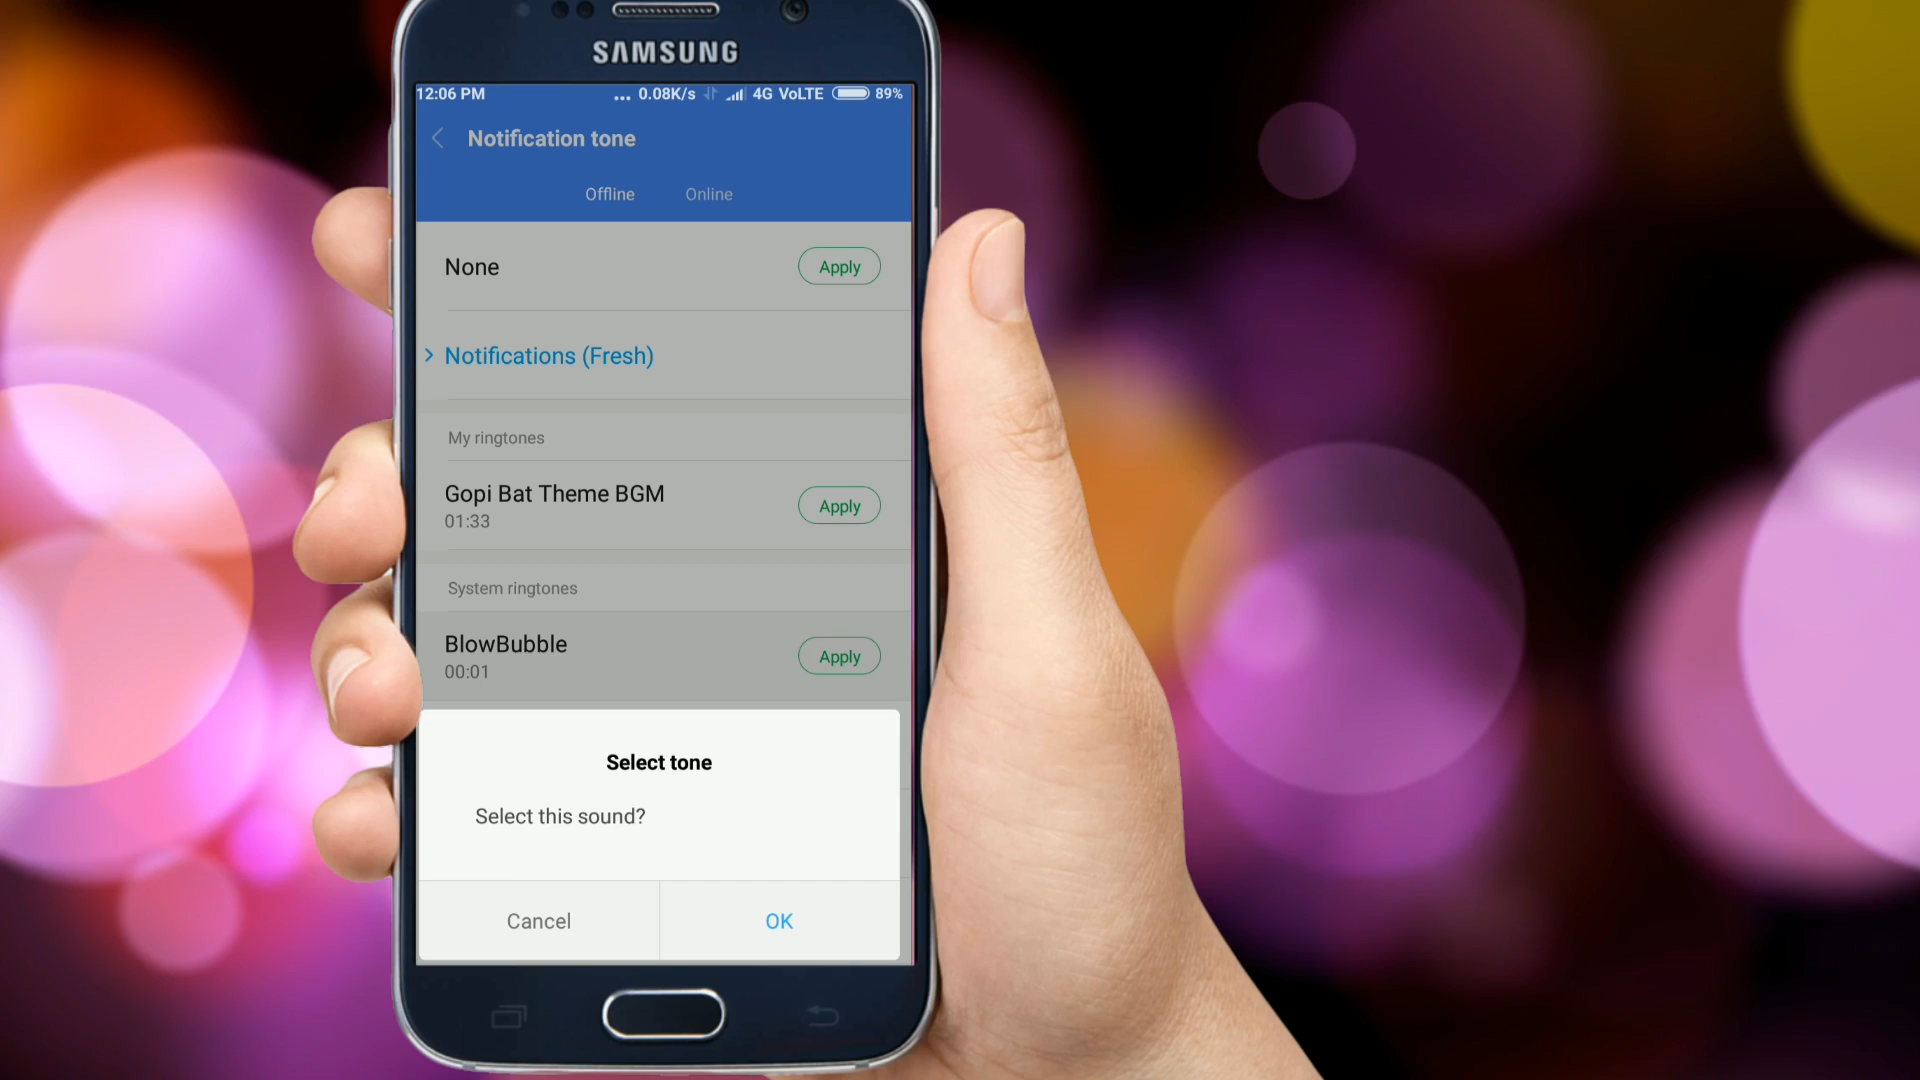 SAMSUNG
12:06 PM ... 0.08K/s 4G VoLTE 89%
Notification tone
Offline Online
None Apply
Notifications (Fresh)
My ringtones
Gopi Bat Theme BGM
01:33
Apply
System ringtones
BlowBubble
00:01
Apply
Select tone
Select this sound?
Cancel OK